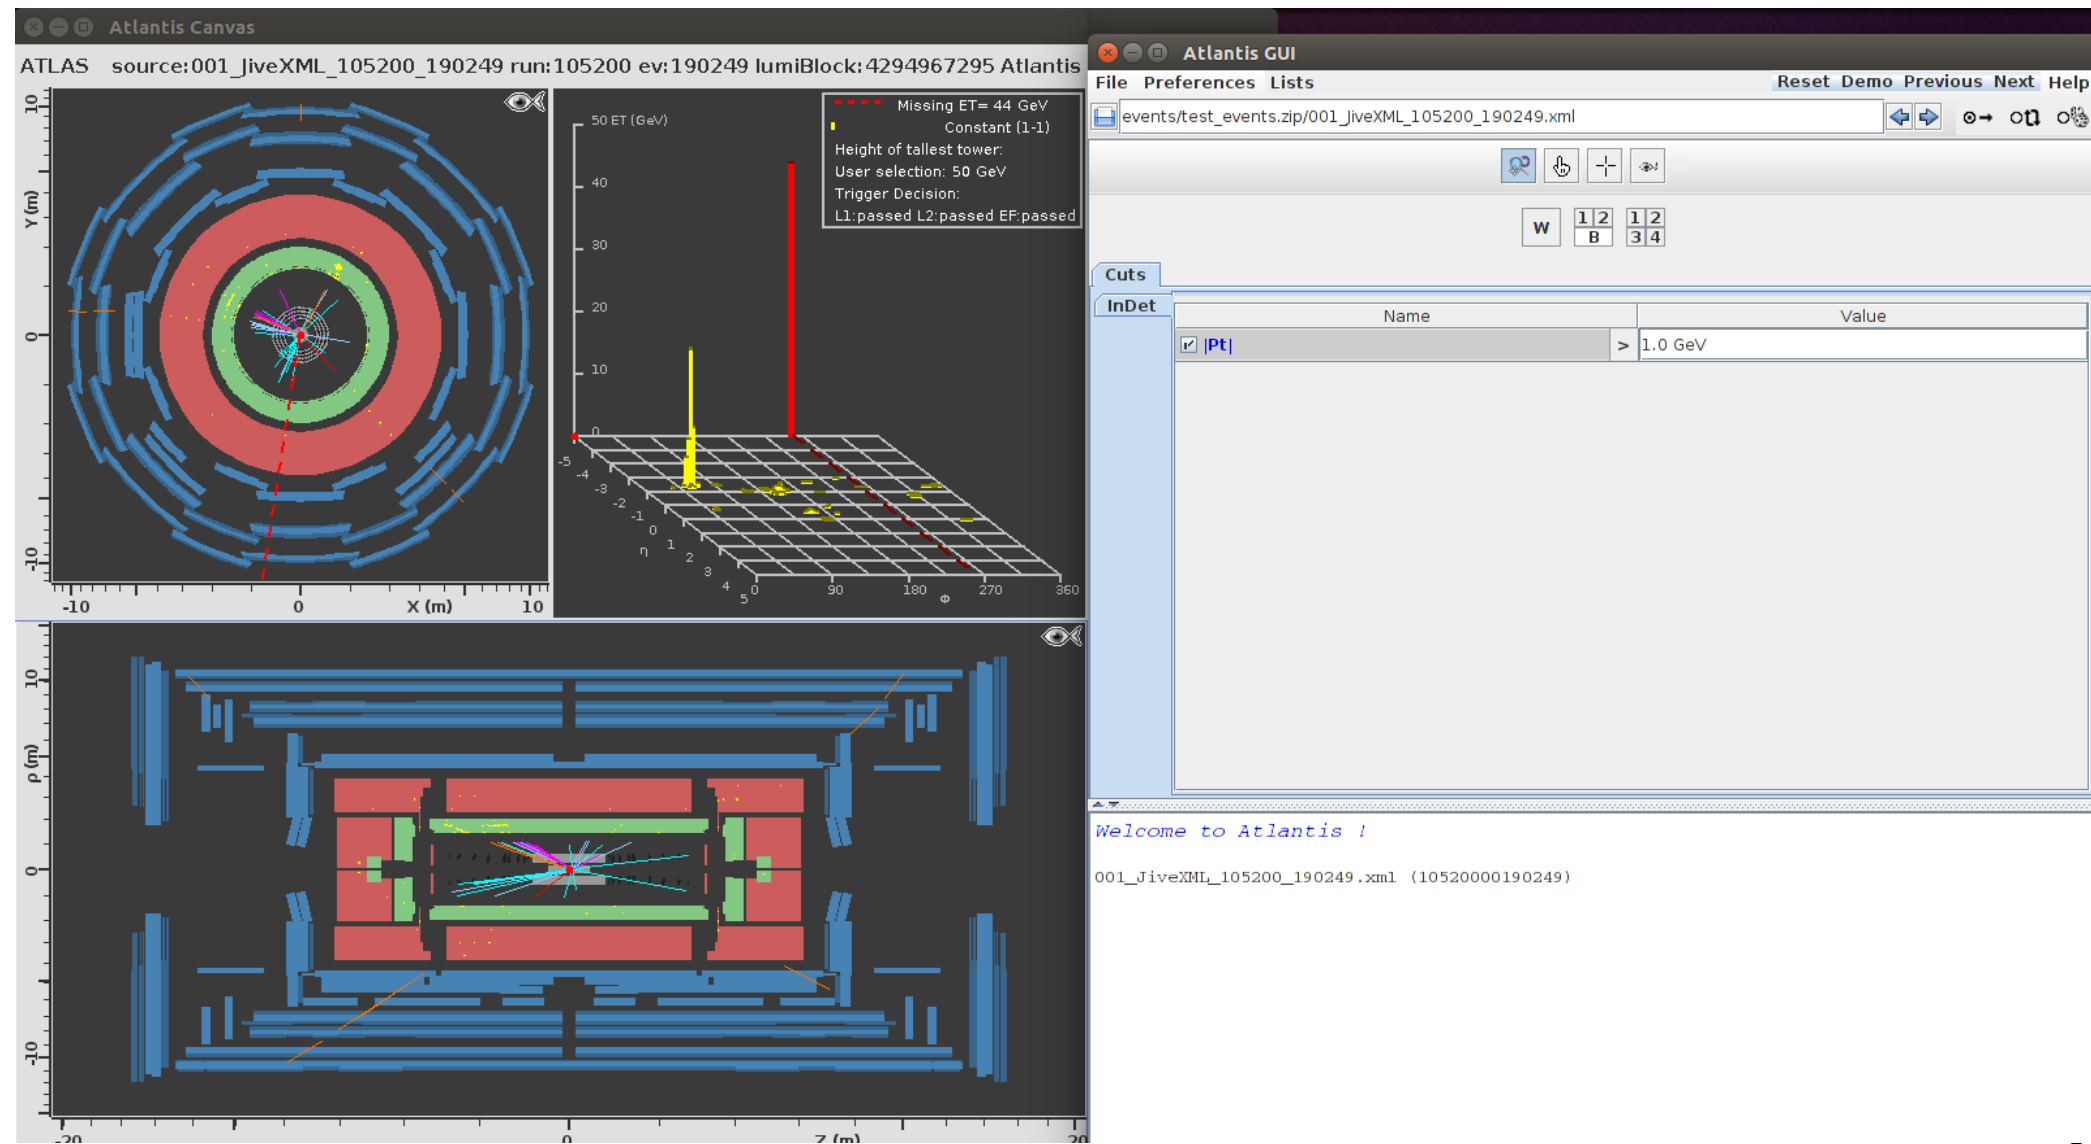 Atlantis Canvas
ATLAS source:001_JiveXML_105200_190249 run:105200 ev:190249 lumiBlock:4294967295 Atlantis
10
Y (m)
0
-10
-10 0 X (m) 10
50 ET (GeV)
40
30
20
10
0
-5
-4
-3
-2
-1
0
η
1
2
3
4
5
0 90 180 Φ 270 360
Missing ET= 44 GeV
Constant (1-1)
Height of tallest tower:
User selection: 50 GeV
Trigger Decision:
L1:passed L2:passed EF:passed
10
ρ (m)
0
-10
-20 0 Z (m) 20
Atlantis GUI
File Preferences Lists Reset Demo Previous Next Help
events/test_events.zip/001_JiveXML_105200_190249.xml
W 1 2 B 1 2 3 4
Cuts
InDet
Name Value
|Pt| > 1.0 GeV
Welcome to Atlantis !
001_JiveXML_105200_190249.xml (10520000190249)